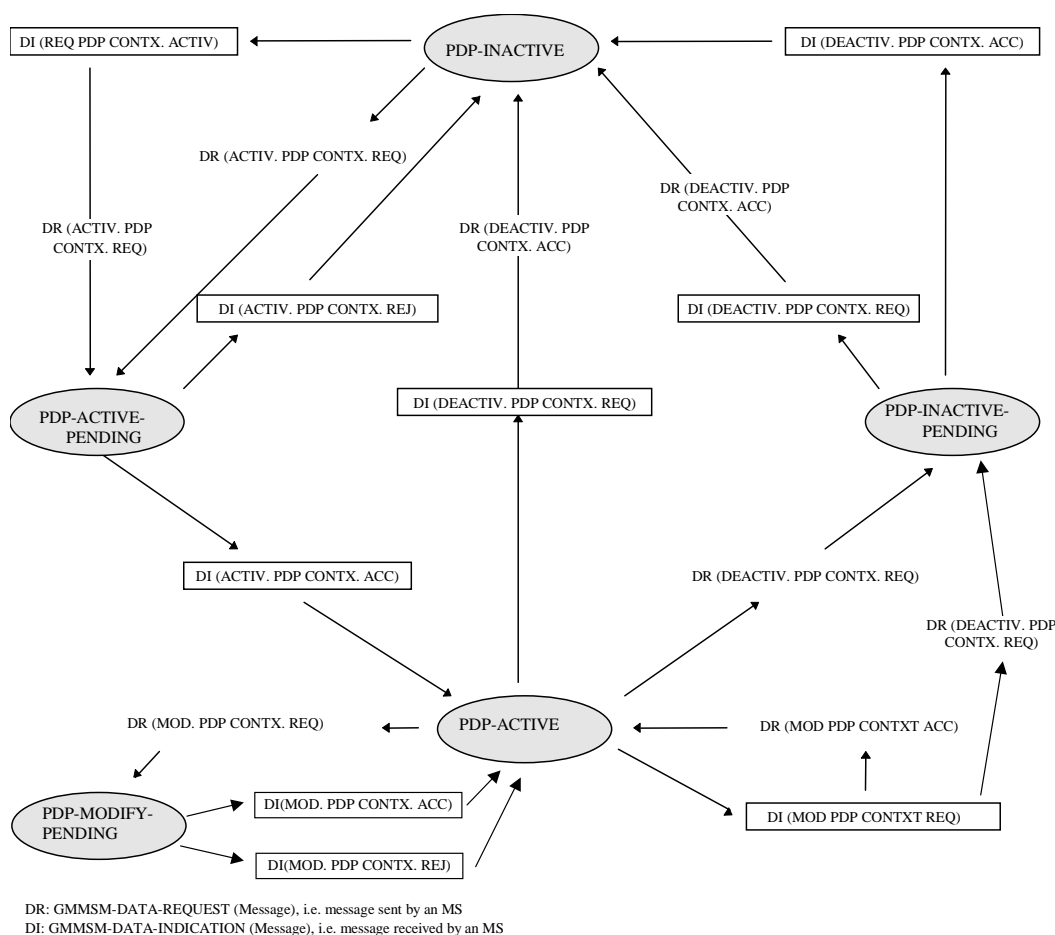 DI (REQ PDP CONTX. ACTIV)
PDP-INACTIVE
DI (DEACTIV. PDP CONTX. ACC)
DR (ACTIV. PDP CONTX. REQ)
DR (DEACTIV. PDP
CONTX. ACC)
DR (ACTIV. PDP
CONTX. REQ)
DR (DEACTIV. PDP
CONTX. ACC)
DI (ACTIV. PDP CONTX. REJ)
DI (DEACTIV. PDP CONTX. REQ)
DI (DEACTIV. PDP CONTX. REQ)
PDP-ACTIVE-
PENDING
PDP-INACTIVE-
PENDING
DI (ACTIV. PDP CONTX. ACC)
DR (DEACTIV. PDP CONTX. REQ)
DR (DEACTIV. PDP
CONTX. REQ)
DR (MOD. PDP CONTX. REQ)
PDP-ACTIVE
DR (MOD PDP CONTXT ACC)
PDP-MODIFY-
PENDING
DI(MOD. PDP CONTX. ACC)
DI (MOD PDP CONTXT REQ)
DI(MOD. PDP CONTX. REJ)
DR: GMMSM-DATA-REQUEST (Message), i.e. message sent by an MS
DI: GMMSM-DATA-INDICATION (Message), i.e. message received by an MS